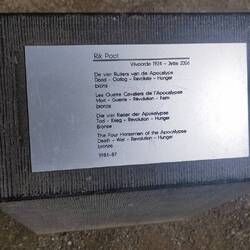 Rik Poot
Vilvoorde 1924 - Jette 2006
De vier Ruiters van de Apocalyps
Dood - Oorlog - Revolutie - Honger
brons
Les Quatre Cavaliers de l'Apocalypse
Mort - Guerre - Révolution - Faim
bronze
Die vier Reiter der Apokalypse
Tod - Krieg - Revolution - Hunger
Bronze
The Four Horsemen of the Apocalypse
Death - War - Revolution - Hunger
bronze
1981-87